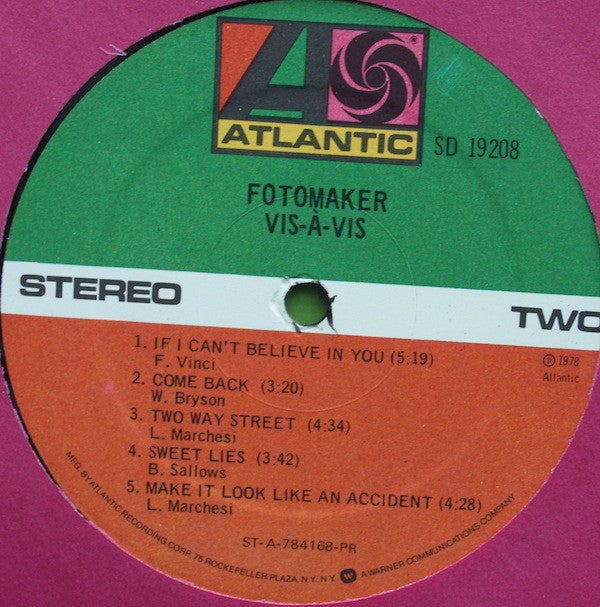 ATLANTIC
SD 19208
FOTOMAKER
VIS-À-VIS
STEREO
TWO
1. IF I CAN'T BELIEVE IN YOU (5:19)
F. Vinci
2. COME BACK (3:20)
W. Bryson
3. TWO WAY STREET (4:34)
L. Marchesi
4. SWEET LIES (3:42)
B. Sallows
5. MAKE IT LOOK LIKE AN ACCIDENT (4:28)
L. Marchesi
℗ 1978
Atlantic
ST-A-784168-PR
MFG. BY ATLANTIC RECORDING CORP. 75 ROCKEFELLER PLAZA, N.Y. N.Y. W A WARNER COMMUNICATIONS COMPANY